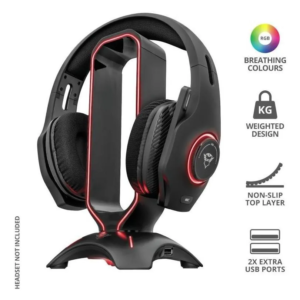 RGB
BREATHING
COLOURS
KG
WEIGHTED
DESIGN
NON-SLIP
TOP LAYER
2X EXTRA
USB PORTS
HEADSET NOT INCLUDED